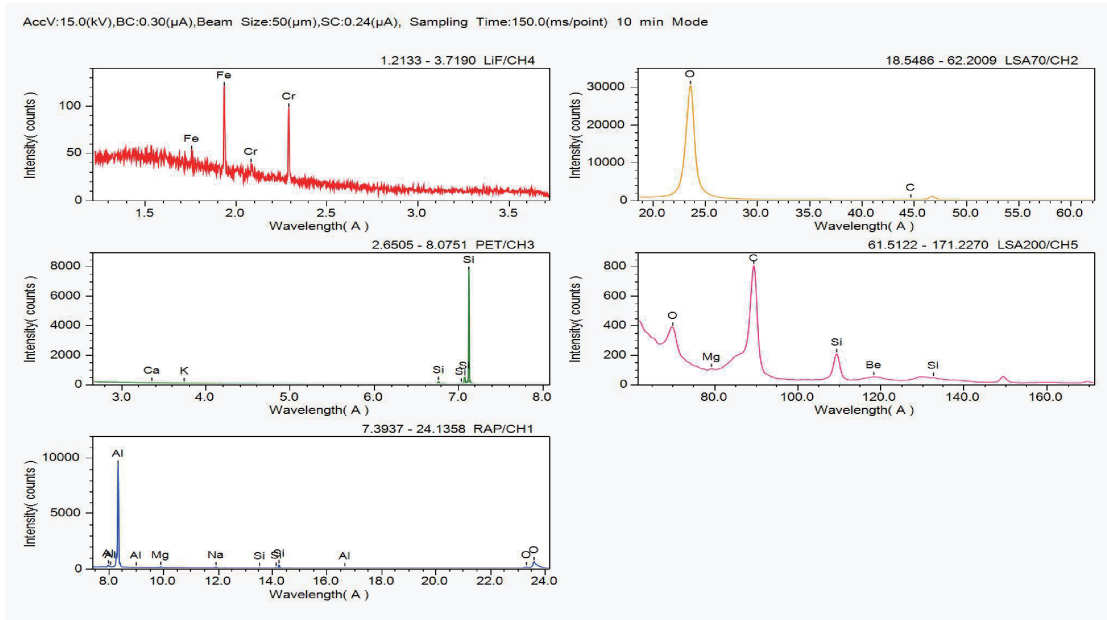 AccV:15.0(kV),BC:0.30(µA),Beam Size:50(µm),SC:0.24(µA), Sampling Time:150.0(ms/point) 10 min Mode
1.2133 - 3.7190 LiF/CH4
Intensity( counts )
100
50
0
Fe
Fe
Cr
Cr
1.5 2.0 2.5 3.0 3.5
Wavelength( A )
18.5486 - 62.2009 LSA70/CH2
Intensity( counts )
30000
20000
10000
0
O
C
20.0 25.0 30.0 35.0 40.0 45.0 50.0 55.0 60.0
Wavelength( A )
2.6505 - 8.0751 PET/CH3
Intensity( counts )
8000
6000
4000
2000
0
Ca
K
Si
Si
3.0 4.0 5.0 6.0 7.0 8.0
Wavelength( A )
61.5122 - 171.2270 LSA200/CH5
Intensity( counts )
800
600
400
200
0
O
Mg
C
Si
Be
Si
80.0 100.0 120.0 140.0 160.0
Wavelength( A )
7.3937 - 24.1358 RAP/CH1
Intensity( counts )
10000
5000
0
Al
Al
Mg
Na
Si
Si
Al
O
O
8.0 10.0 12.0 14.0 16.0 18.0 20.0 22.0 24.0
Wavelength( A )